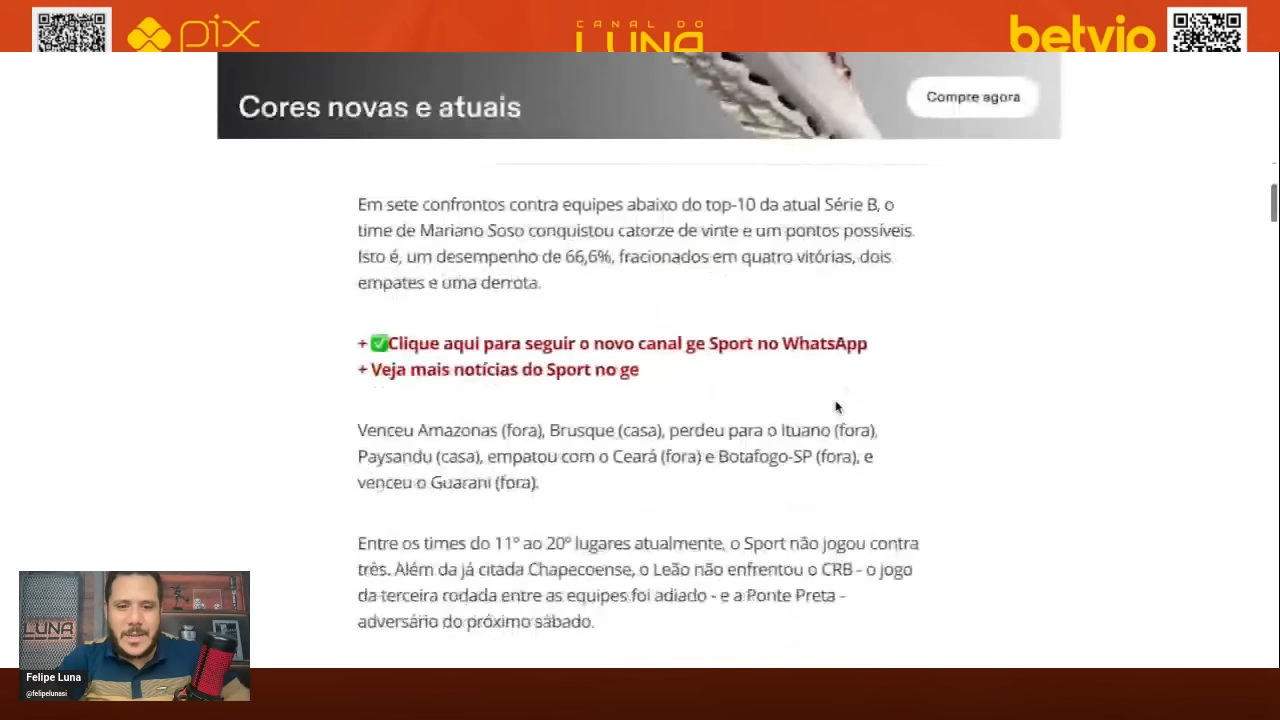 pix
CANAL DO
LUNA
betvip
Cores novas e atuais
Compre agora
Em sete confrontos contra equipes abaixo do top-10 da atual Série B, o
time de Mariano Soso conquistou catorze de vinte e um pontos possíveis.
Isto é, um desempenho de 66,6%, fracionados em quatro vitórias, dois
empates e uma derrota.
+ ✅Clique aqui para seguir o novo canal ge Sport no WhatsApp
+ Veja mais notícias do Sport no ge
Venceu Amazonas (fora), Brusque (casa), perdeu para o Ituano (fora),
Paysandu (casa), empatou com o Ceará (fora) e Botafogo-SP (fora), e
venceu o Guarani (fora).
Entre os times do 11º ao 20º lugares atualmente, o Sport não jogou contra
três. Além da já citada Chapecoense, o Leão não enfrentou o CRB - o jogo
da terceira rodada entre as equipes foi adiado - e a Ponte Preta -
adversário do próximo sábado.
LUNA
Felipe Luna
@felipelunasi